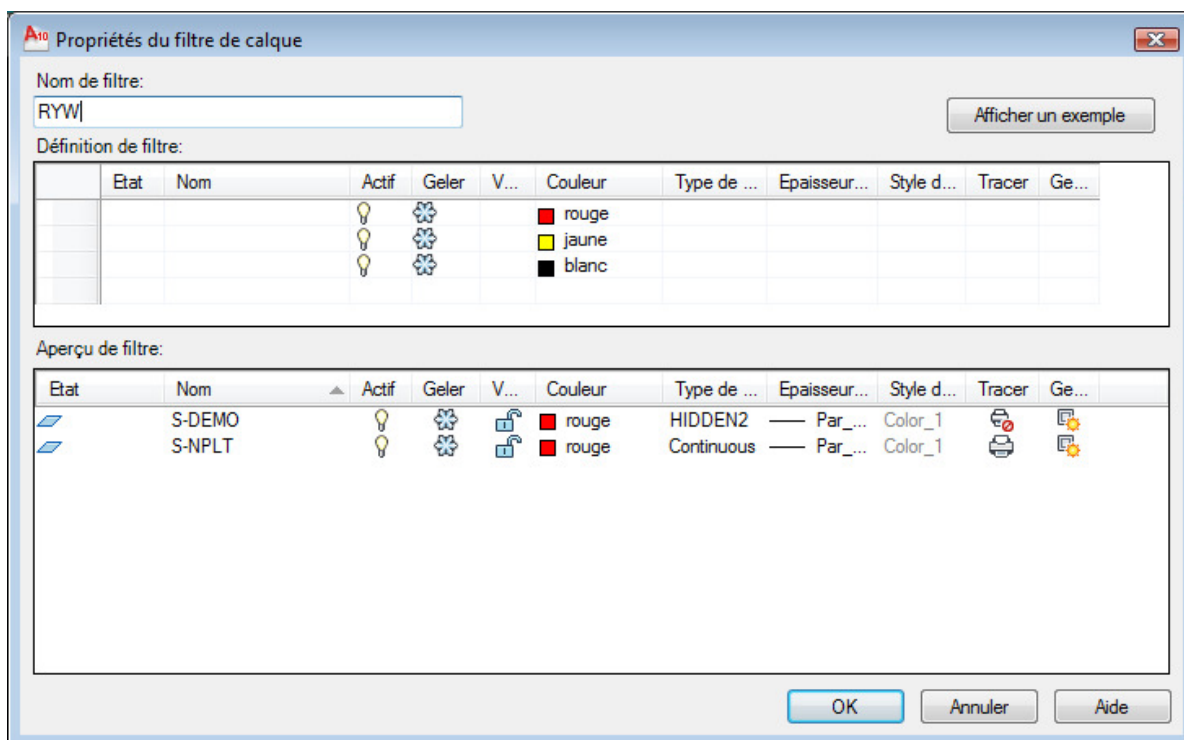 A10 Propriétés du filtre de calque
Nom de filtre:
RYW
Afficher un exemple
Définition de filtre:
Etat Nom Actif Geler V... Couleur Type de ... Epaisseur... Style d... Tracer Ge...
rouge
jaune
blanc
Aperçu de filtre:
Etat Nom Actif Geler V... Couleur Type de ... Epaisseur... Style d... Tracer Ge...
S-DEMO rouge HIDDEN2 Par_... Color_1
S-NPLT rouge Continuous Par_... Color_1
OK Annuler Aide